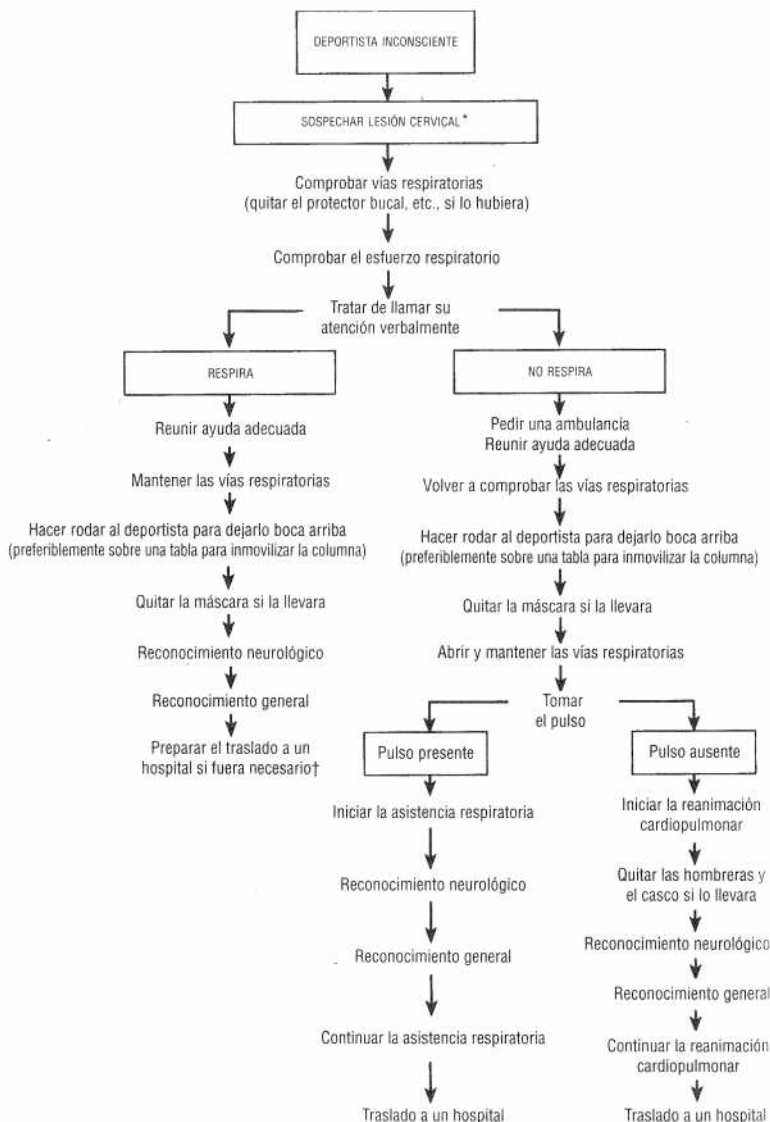 DEPORTISTA INCONSCIENTE
SOSPECHAR LESIÓN CERVICAL*
Comprobar vías respiratorias
(quitar el protector bucal, etc., si lo hubiera)
Comprobar el esfuerzo respiratorio
Tratar de llamar su
atención verbalmente
RESPIRA
Reunir ayuda adecuada
Mantener las vías respiratorias
Hacer rodar al deportista para dejarlo boca arriba
(preferiblemente sobre una tabla para inmovilizar la columna)
Quitar la máscara si la llevara
Reconocimiento neurológico
Reconocimiento general
Preparar el traslado a un
hospital si fuera necesario†
NO RESPIRA
Pedir una ambulancia
Reunir ayuda adecuada
Volver a comprobar las vías respiratorias
Hacer rodar al deportista para dejarlo boca arriba
(preferiblemente sobre una tabla para inmovilizar la columna)
Quitar la máscara si la llevara
Abrir y mantener las vías respiratorias
Tomar
el pulso
Pulso presente
Iniciar la asistencia respiratoria
Reconocimiento neurológico
Reconocimiento general
Continuar la asistencia respiratoria
Traslado a un hospital
Pulso ausente
Iniciar la reanimación
cardiopulmonar
Quitar las hombreras y
el casco si lo llevara
Reconocimiento neurológico
Reconocimiento general
Continuar la reanimación
cardiopulmonar
Traslado a un hospital